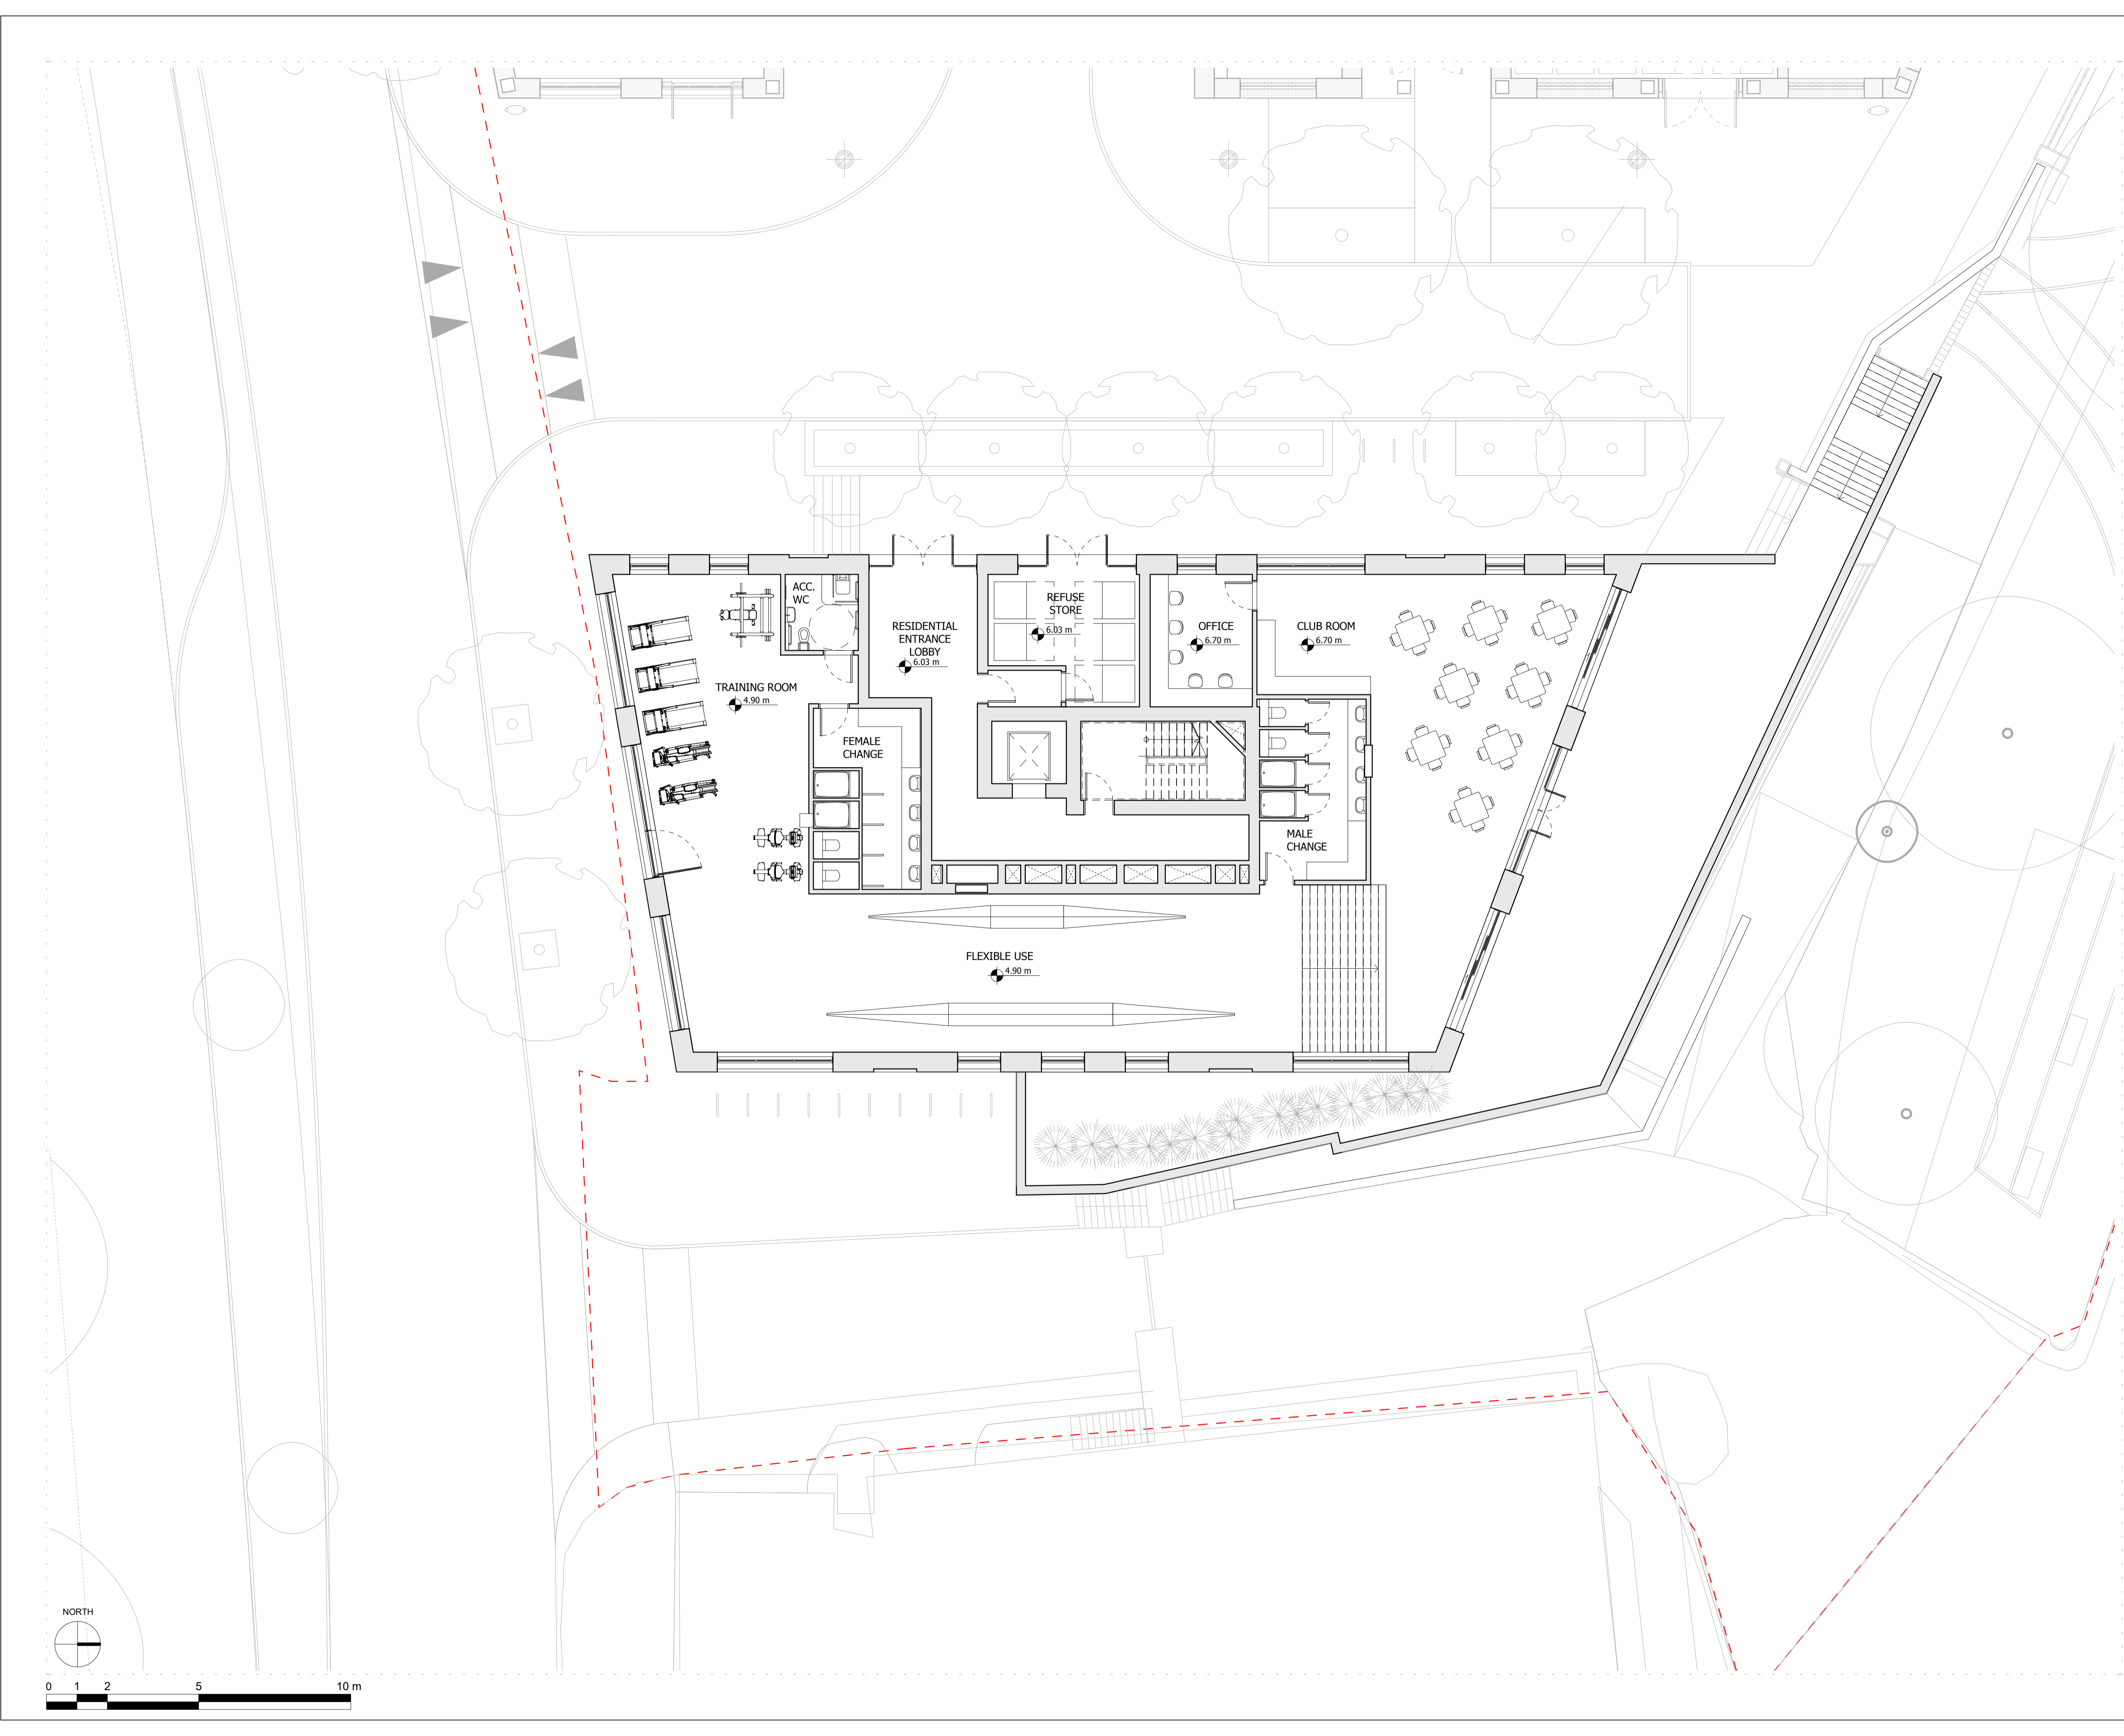 ACC.
WC
REFUSE
STORE
6.03 m
RESIDENTIAL
ENTRANCE
LOBBY
6.03 m
OFFICE
6.70 m
CLUB ROOM
6.70 m
TRAINING ROOM
4.90 m
FEMALE
CHANGE
MALE
CHANGE
FLEXIBLE USE
4.90 m
NORTH
0 1 2 5 10 m